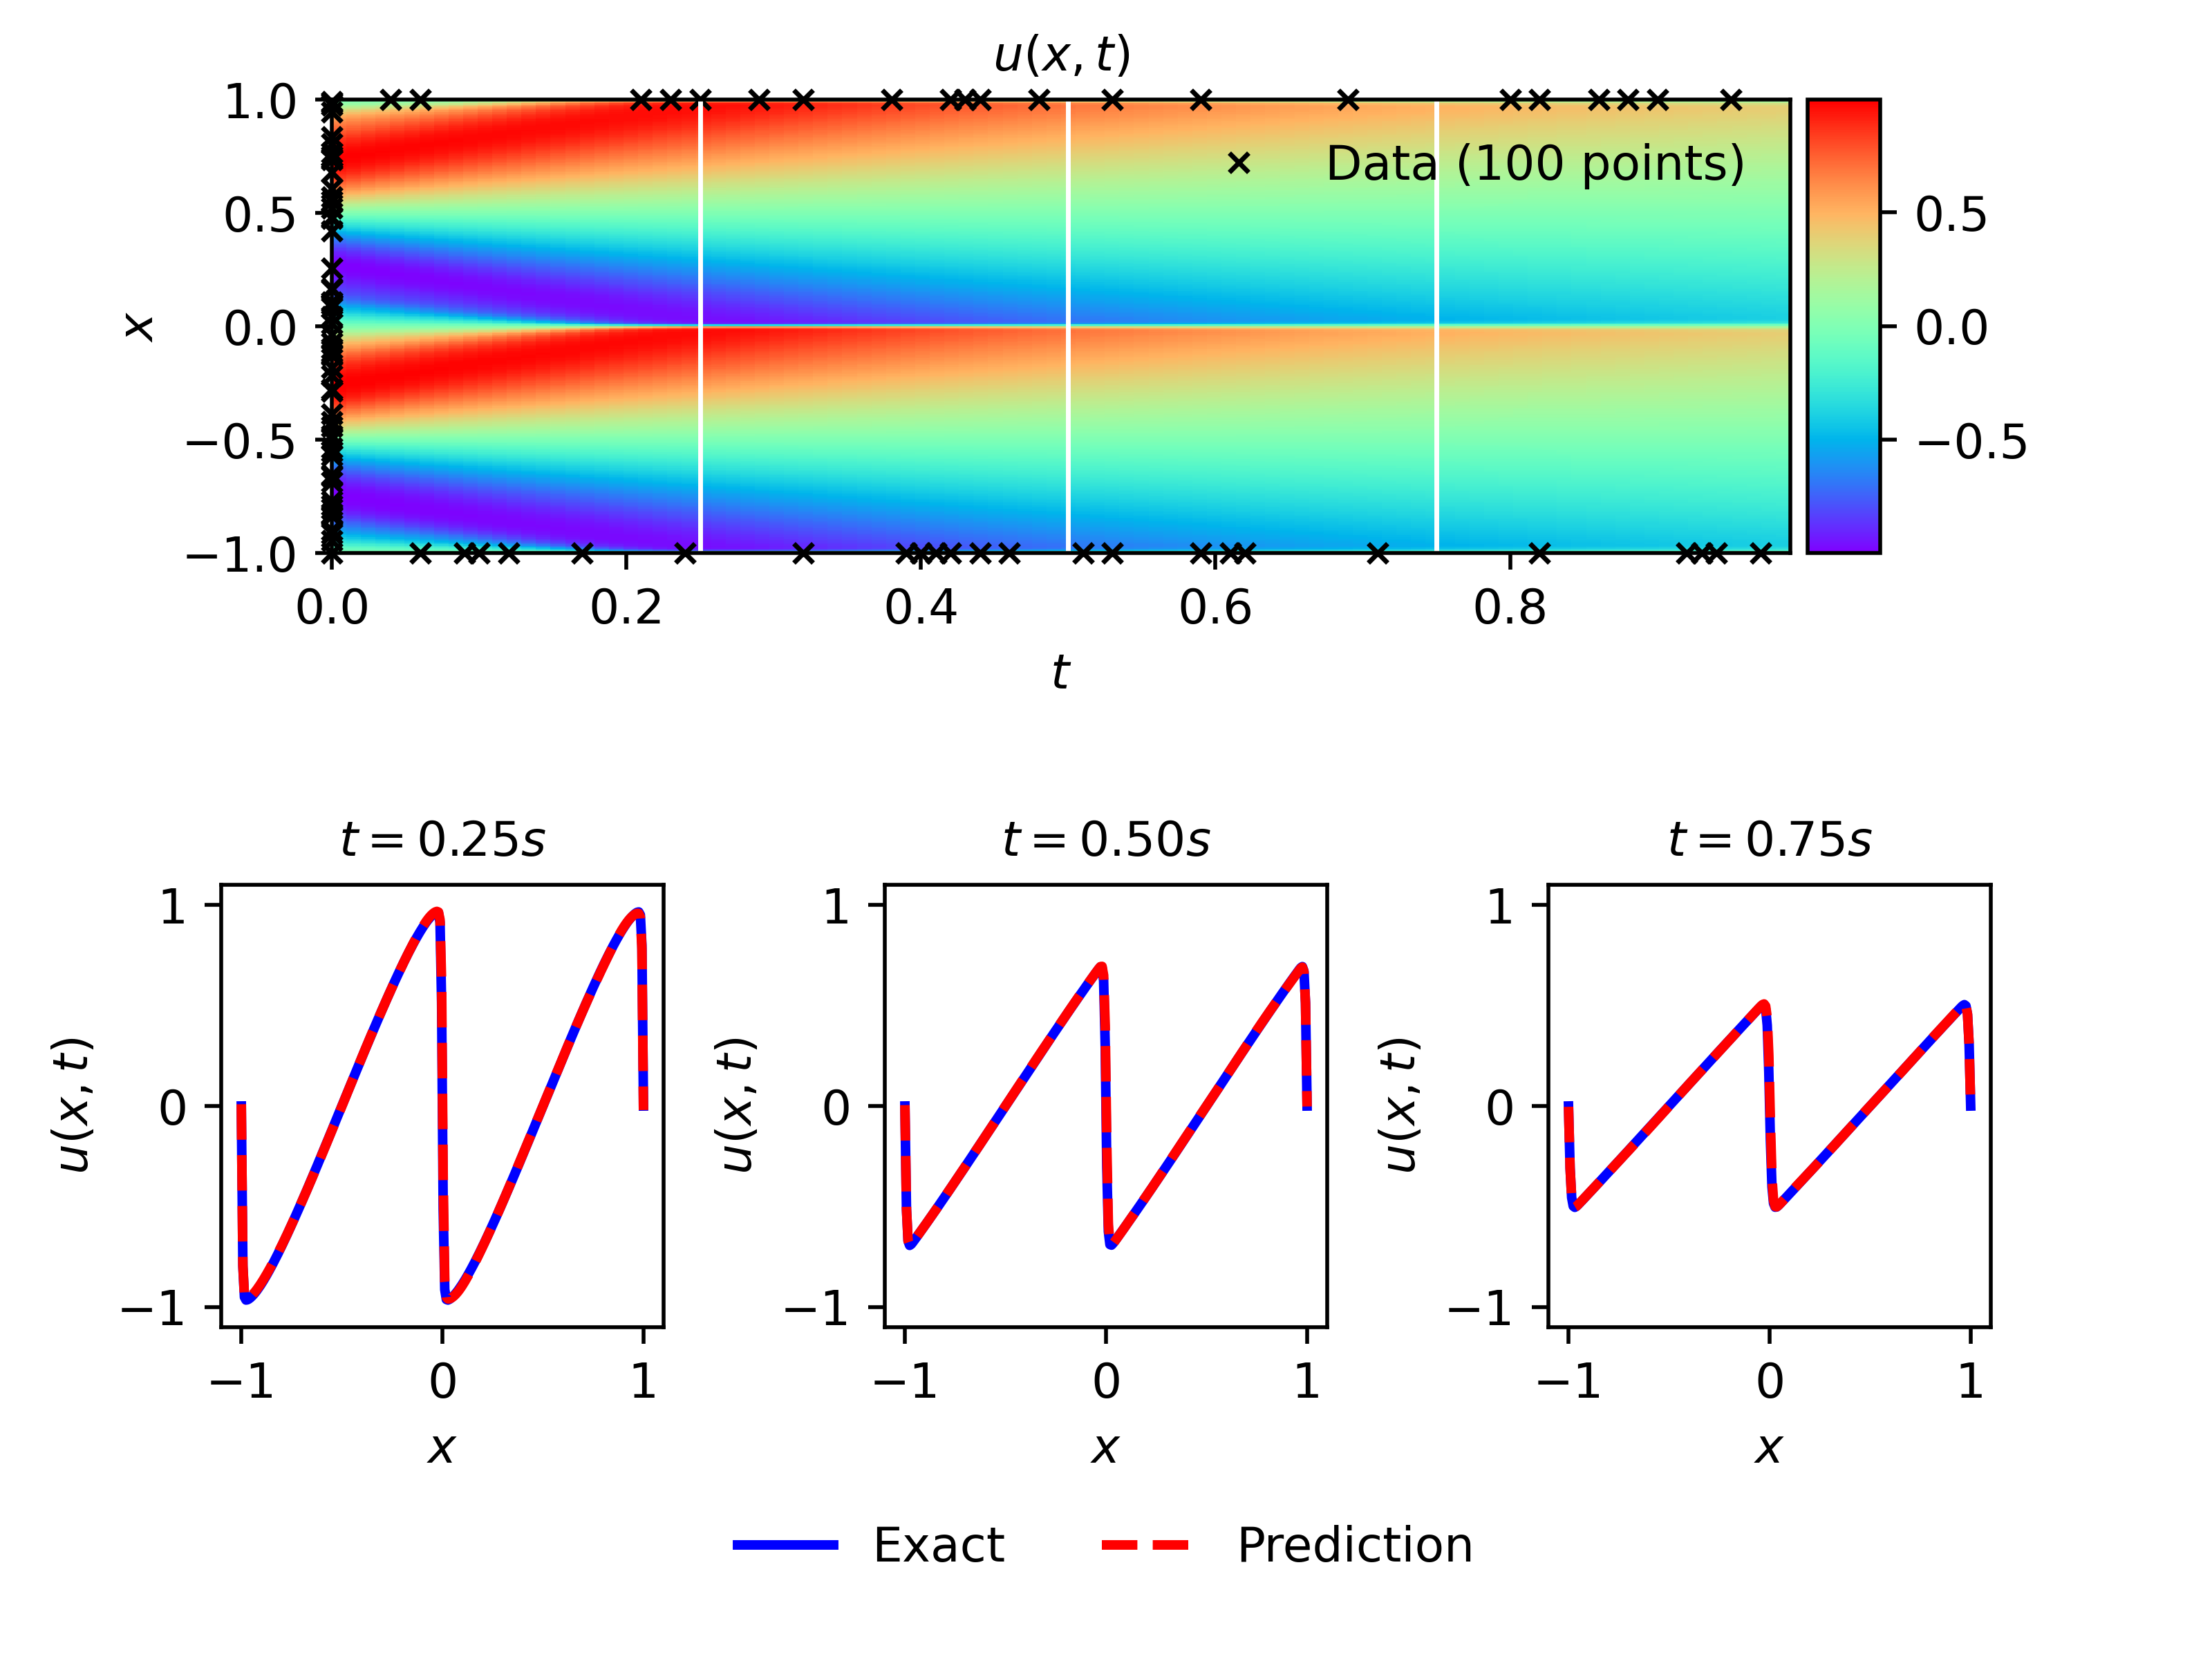 u(x, t)
1.0
0.5
0.0
−0.5
−1.0
x
Data (100 points)
0.5
0.0
−0.5
0.0 0.2 0.4 0.6 0.8
t
t = 0.25s
1
0
−1
u(x, t)
−1 0 1
x
t = 0.50s
1
0
−1
u(x, t)
−1 0 1
x
t = 0.75s
1
0
−1
u(x, t)
−1 0 1
x
Exact Prediction